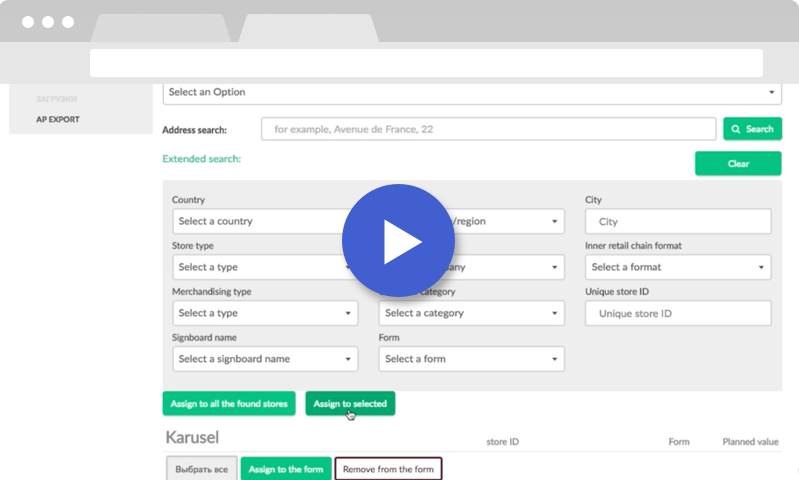 Select an Option
ЗАГРУЗКИ
AP EXPORT
Address search:
for example, Avenue de France, 22
Search
Extended search:
Clear
Country
City
Select a country
/region
City
Store type
Inner retail chain format
Select a type
any
Select a format
Merchandising type
category
Unique store ID
Select a type
Select a category
Unique store ID
Signboard name
Form
Select a signboard name
Select a form
Assign to all the found stores
Assign to selected
Karusel
store ID
Form
Planned value
Выбрать все
Assign to the form
Remove from the form